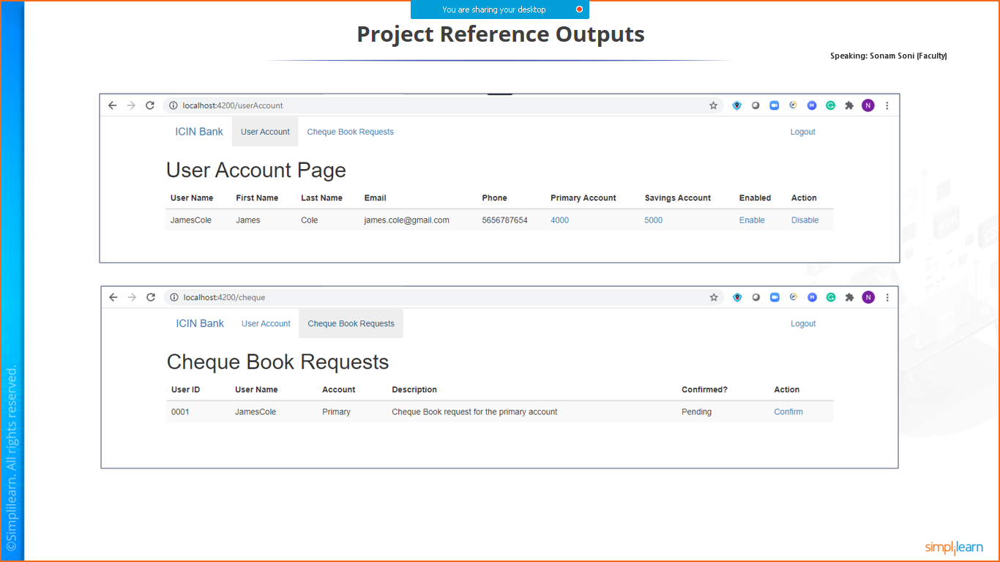 You are sharing your desktop
Project Reference Outputs
Speaking: Sonam Soni (Faculty)
localhost:4200/userAccount
N
ICIN Bank User Account Cheque Book Requests Logout
User Account Page
User Name First Name Last Name Email Phone Primary Account Savings Account Enabled Action
JamesCole James Cole james.cole@gmail.com 5656787654 4000 5000 Enable Disable
localhost:4200/cheque
N
ICIN Bank User Account Cheque Book Requests Logout
Cheque Book Requests
User ID User Name Account Description Confirmed? Action
0001 JamesCole Primary Cheque Book request for the primary account Pending Confirm
©Simplilearn. All rights reserved.
simplilearn